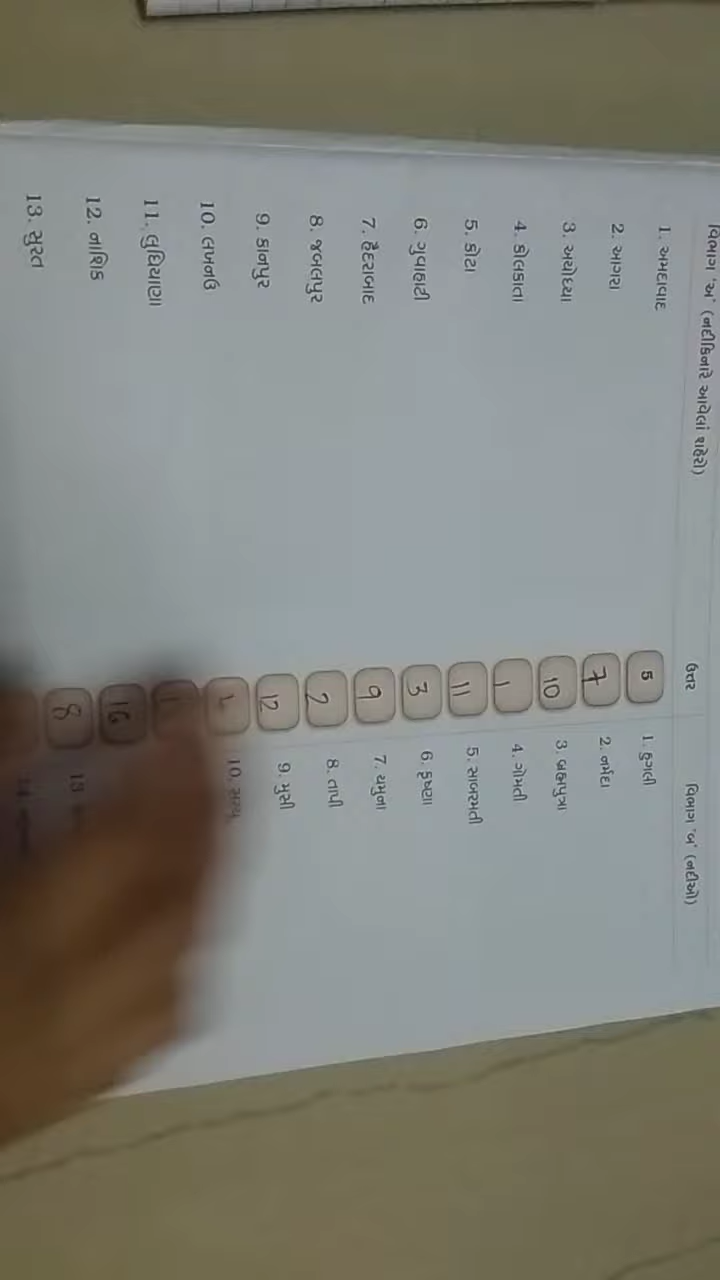 વિભાગ 'અ' (નદીકિનારે આવેલાં શહેરો) ઉત્તર વિભાગ 'બ' (નદીઓ)
1. અમદાવાદ 5 1. હુગલી
2. આગરા 7 2. નર્મદા
3. અયોધ્યા 10 3. બ્રહ્મપુત્રા
4. કોલકાતા 1 4. ગોમતી
5. કોટા 11 5. સાબરમતી
6. ગુવાહાટી 3 6. કૃષ્ણા
7. હૈદરાબાદ 9 7. યમુના
8. જબલપુર 2 8. તાપી
9. કાનપુર 12 9. મુસી
10. લખનઉ 10.
11. લુધિયાણા
12. નાશિક 16
13. સુરત 8 13.